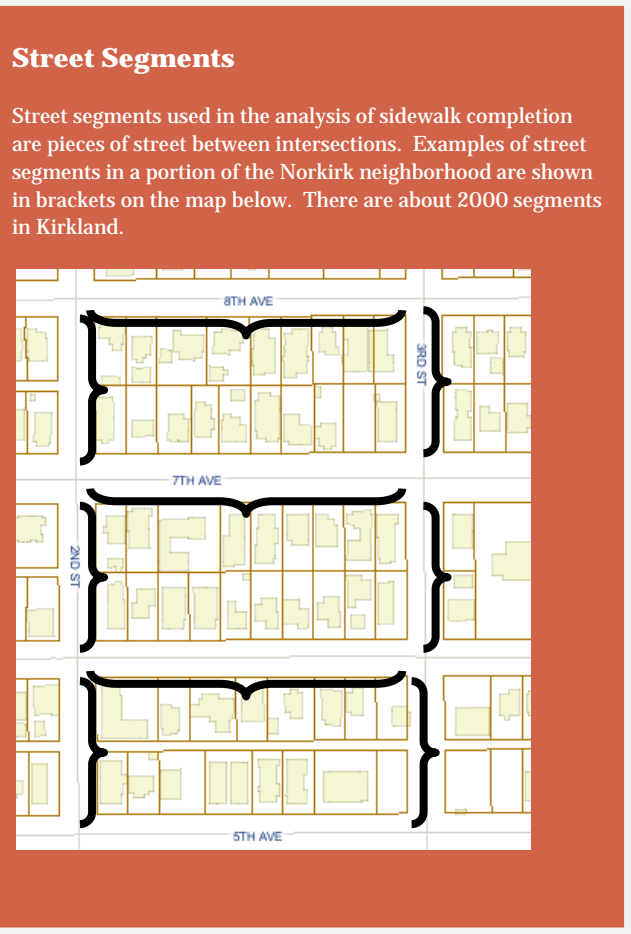 Street Segments
Street segments used in the analysis of sidewalk completion
are pieces of street between intersections.  Examples of street
segments in a portion of the Norkirk neighborhood are shown
in brackets on the map below.  There are about 2000 segments
in Kirkland.
8TH AVE
3RD ST
7TH AVE
2ND ST
5TH AVE